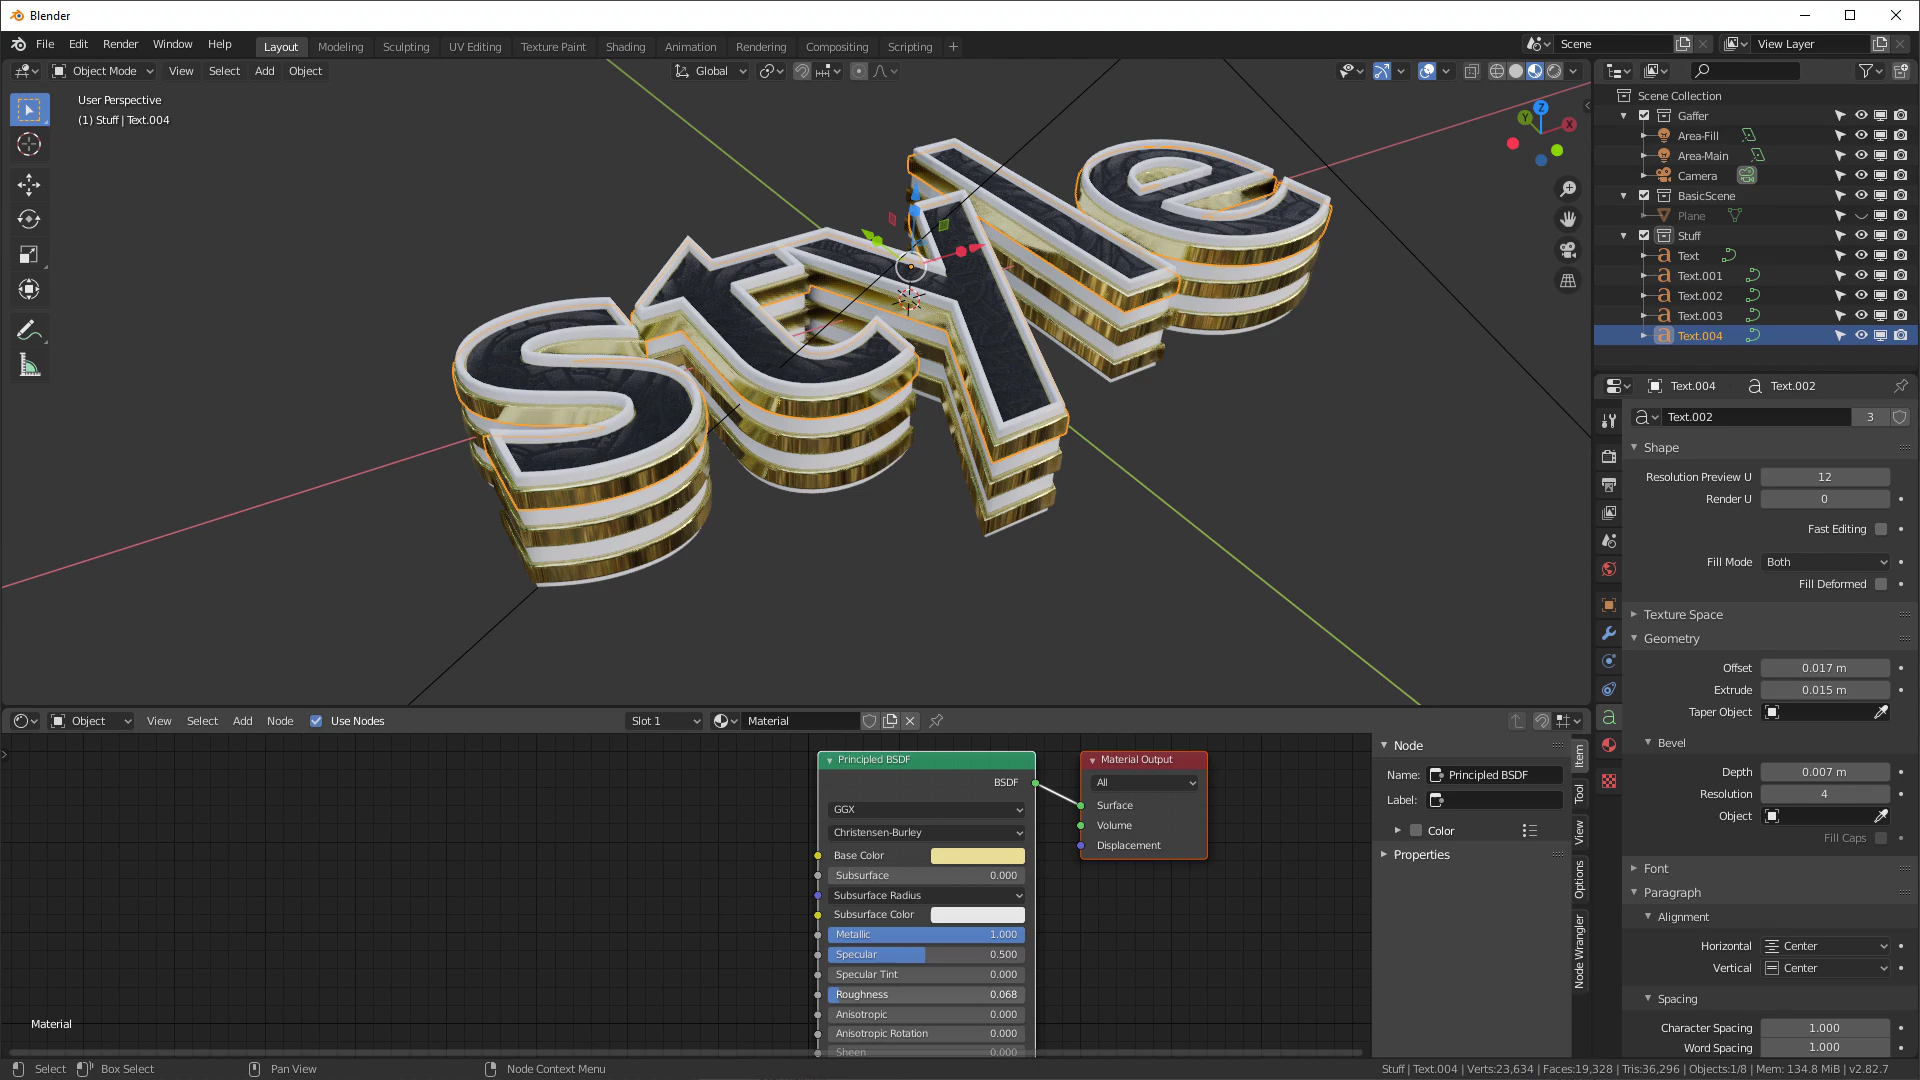 Blender
File Edit Render Window Help Layout Modeling Sculpting UV Editing Texture Paint Shading Animation Rendering Compositing Scripting + Scene View Layer
Object Mode View Select Add Object Global
User Perspective
(1) Stuff | Text.004
Z
Y
X
style
Scene Collection
Gaffer
Area-Fill
Area-Main
Camera
BasicScene
Plane
Stuff
Text
Text.001
Text.002
Text.003
Text.004
Text.004 Text.002
Text.002 3
Shape
Resolution Preview U 12
Render U 0
Fast Editing
Fill Mode Both
Fill Deformed
Texture Space
Geometry
Offset 0.017 m
Extrude 0.015 m
Taper Object
Bevel
Depth 0.007 m
Resolution 4
Object
Fill Caps
Font
Paragraph
Alignment
Horizontal Center
Vertical Center
Spacing
Character Spacing 1.000
Word Spacing 1.000
Object View Select Add Node Use Nodes Slot 1 Material
Principled BSDF
BSDF
GGX
Christensen-Burley
Base Color
Subsurface 0.000
Subsurface Radius
Subsurface Color
Metallic 1.000
Specular 0.500
Specular Tint 0.000
Roughness 0.068
Anisotropic 0.000
Anisotropic Rotation 0.000
Sheen 0.000
Material Output
All
Surface
Volume
Displacement
Node
Name: Principled BSDF
Label:
Color
Properties
Item
Tool
View
Options
Node Wrangler
Material
Select Box Select Pan View Node Context Menu Stuff | Text.004 | Verts:23,634 | Faces:19,328 | Tris:36,296 | Objects:1/8 | Mem: 134.8 MiB | v2.82.7